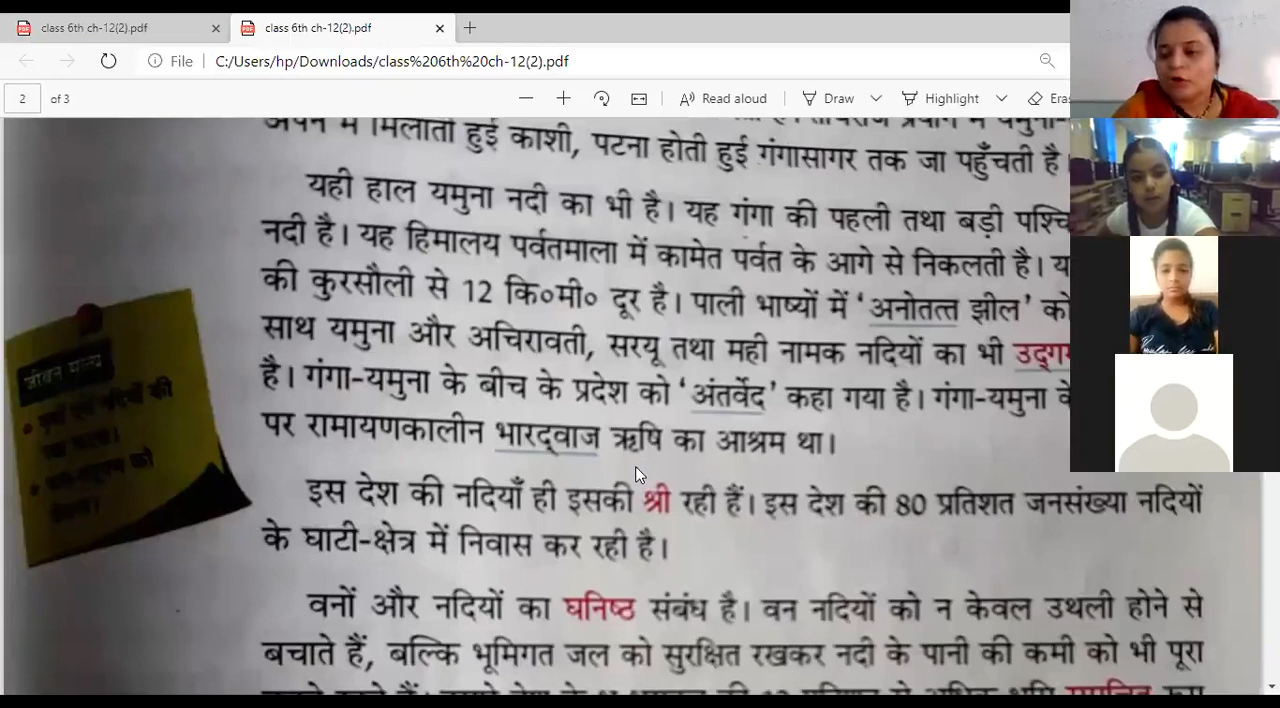 class 6th ch-12(2).pdf
class 6th ch-12(2).pdf
File
C:/Users/hp/Downloads/class%206th%20ch-12(2).pdf
2 of 3
Read aloud
Draw
Highlight
Era
अपने में मिलाती हुई काशी, पटना होती हुई गंगासागर तक जा पहुँचती है।
यही हाल यमुना नदी का भी है। यह गंगा की पहली तथा बड़ी पश्चि
नदी है। यह हिमालय पर्वतमाला में कामेत पर्वत के आगे से निकलती है। य
की कुरसौली से 12 कि०मी० दूर है। पाली भाष्यों में ‘अनोतत्त झील’ को
साथ यमुना और अचिरावती, सरयू तथा मही नामक नदियों का भी उद्गम
है। गंगा-यमुना के बीच के प्रदेश को ‘अंतर्वेद’ कहा गया है। गंगा-यमुना के
पर रामायणकालीन भारद्वाज ऋषि का आश्रम था।
इस देश की नदियाँ ही इसकी श्री रही हैं। इस देश की 80 प्रतिशत जनसंख्या नदियों
के घाटी-क्षेत्र में निवास कर रही है।
वनों और नदियों का घनिष्ठ संबंध है। वन नदियों को न केवल उथली होने से
बचाते हैं, बल्कि भूमिगत जल को सुरक्षित रखकर नदी के पानी की कमी को भी पूरा
जीवन मूल्य